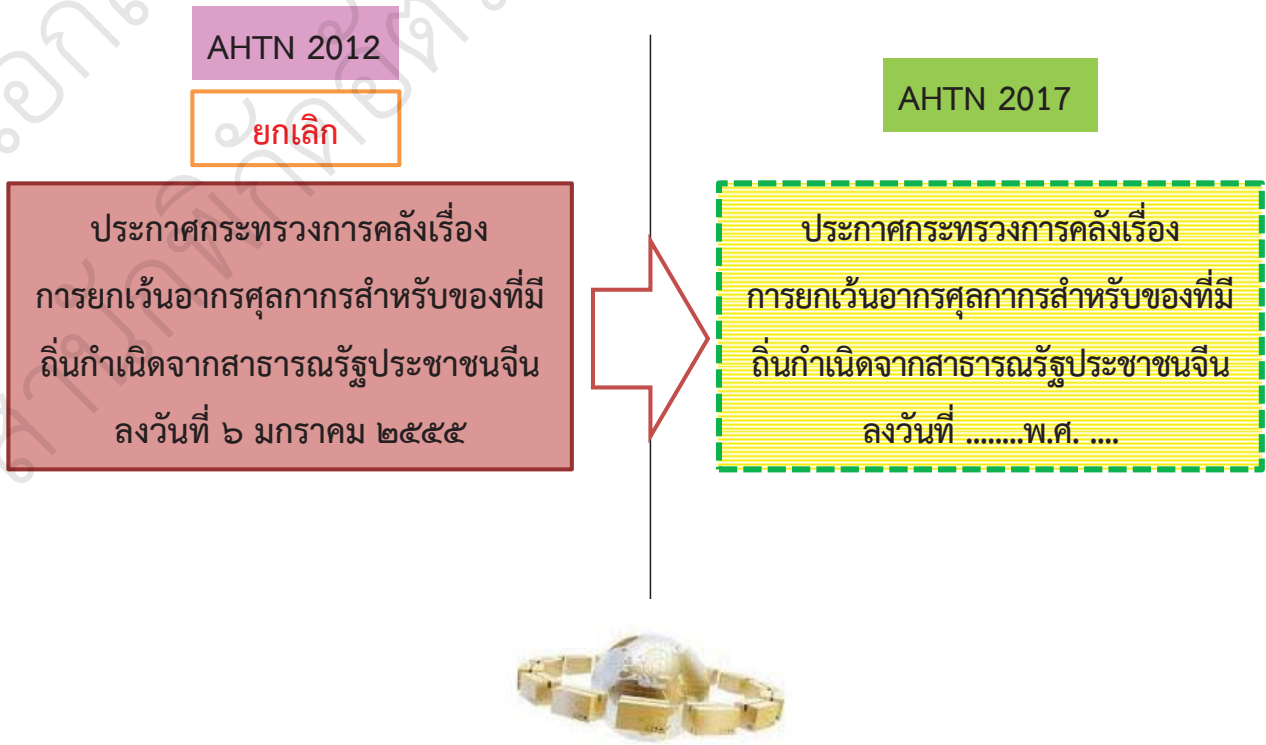 AHTN 2012
ยกเลิก
ประกาศกระทรวงการคลังเรื่อง
การยกเว้นอากรศุลกากรสำหรับของที่มี
ถิ่นกำเนิดจากสาธารณรัฐประชาชนจีน
ลงวันที่ ๖ มกราคม ๒๕๕๕
AHTN 2017
ประกาศกระทรวงการคลังเรื่อง
การยกเว้นอากรศุลกากรสำหรับของที่มี
ถิ่นกำเนิดจากสาธารณรัฐประชาชนจีน
ลงวันที่ ........พ.ศ. ....